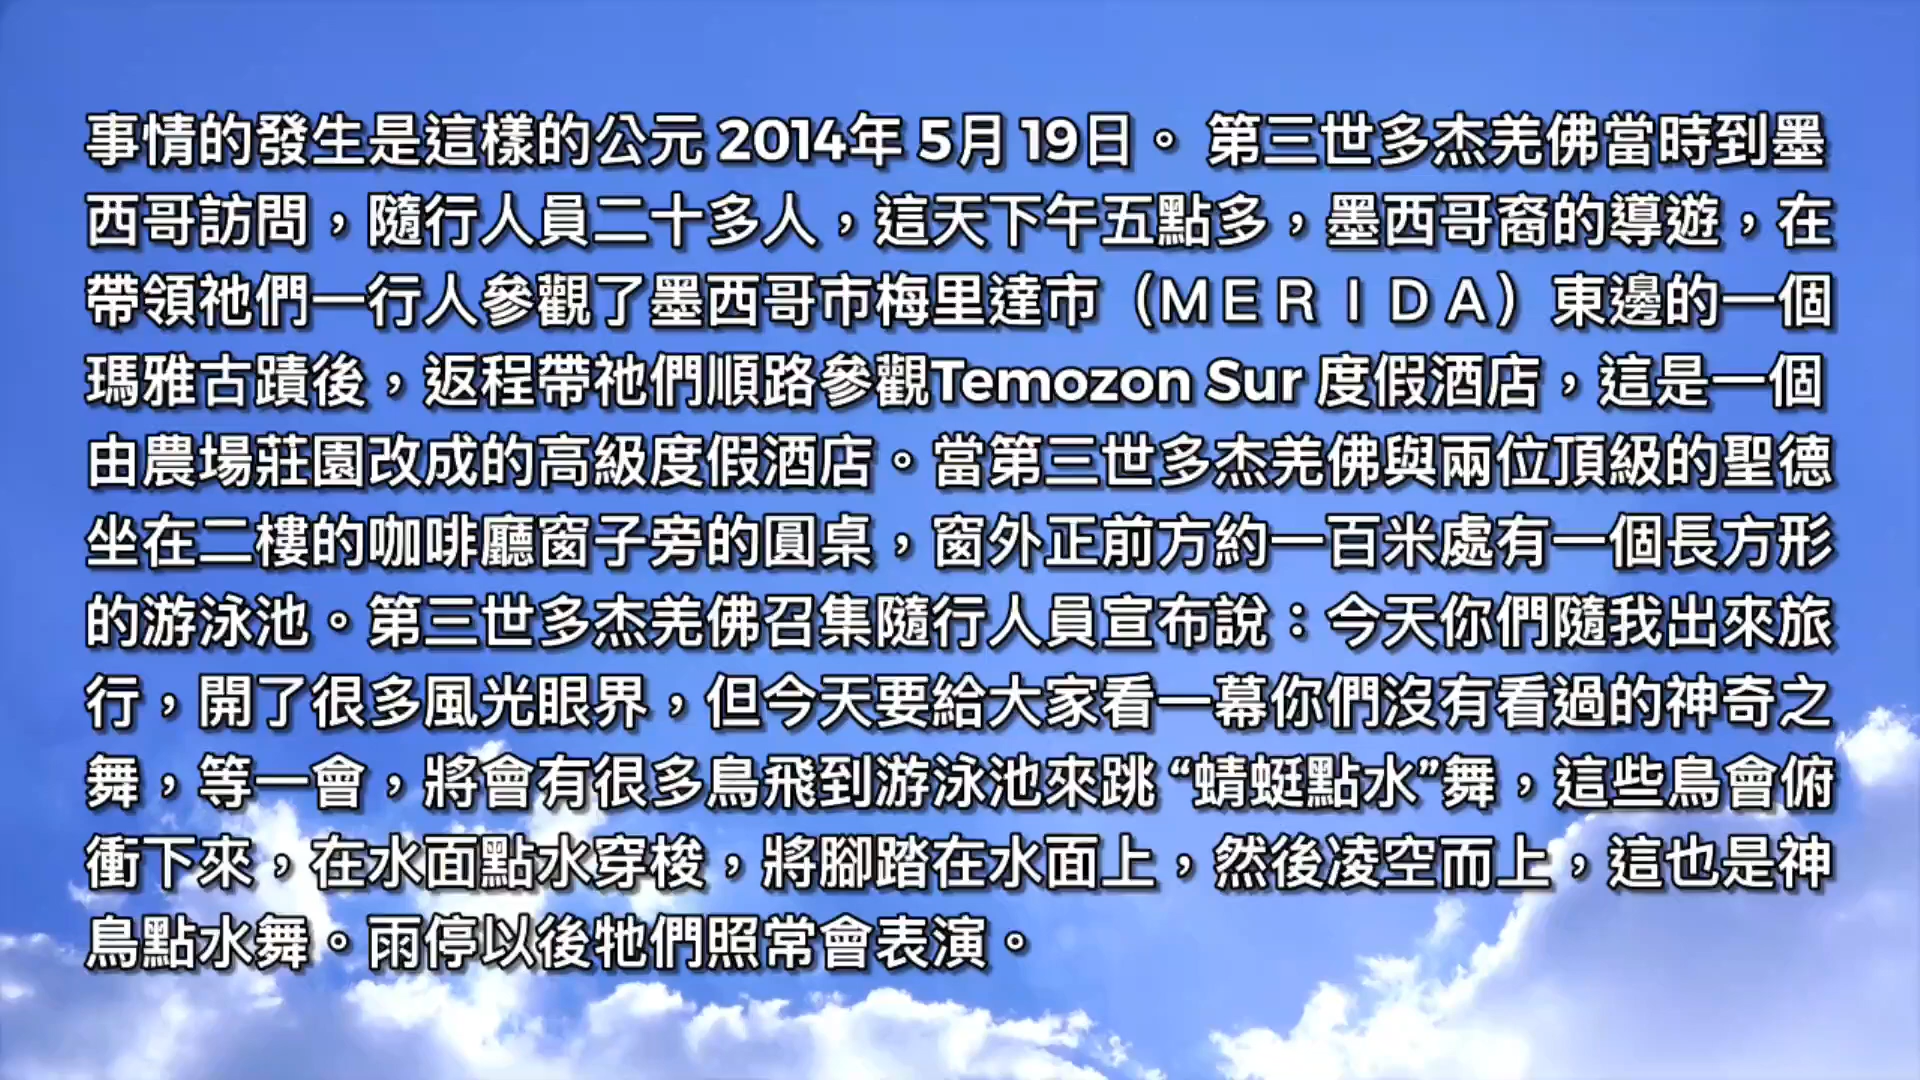 事情的發生是這樣的公元 2014年 5月 19日。 第三世多杰羌佛當時到墨
西哥訪問，隨行人員二十多人，這天下午五點多，墨西哥裔的導遊，在
帶領祂們一行人參觀了墨西哥市梅里達市（ＭＥＲＩＤＡ）東邊的一個
瑪雅古蹟後，返程帶祂們順路參觀Temozon Sur 度假酒店，這是一個
由農場莊園改成的高級度假酒店。當第三世多杰羌佛與兩位頂級的聖德
坐在二樓的咖啡廳窗子旁的圓桌，窗外正前方約一百米處有一個長方形
的游泳池。第三世多杰羌佛召集隨行人員宣布說：今天你們隨我出來旅
行，開了很多風光眼界，但今天要給大家看一幕你們沒有看過的神奇之
舞，等一會，將會有很多鳥飛到游泳池來跳 “蜻蜓點水”舞，這些鳥會俯
衝下來，在水面點水穿梭，將腳踏在水面上，然後凌空而上，這也是神
鳥點水舞。雨停以後牠們照常會表演。